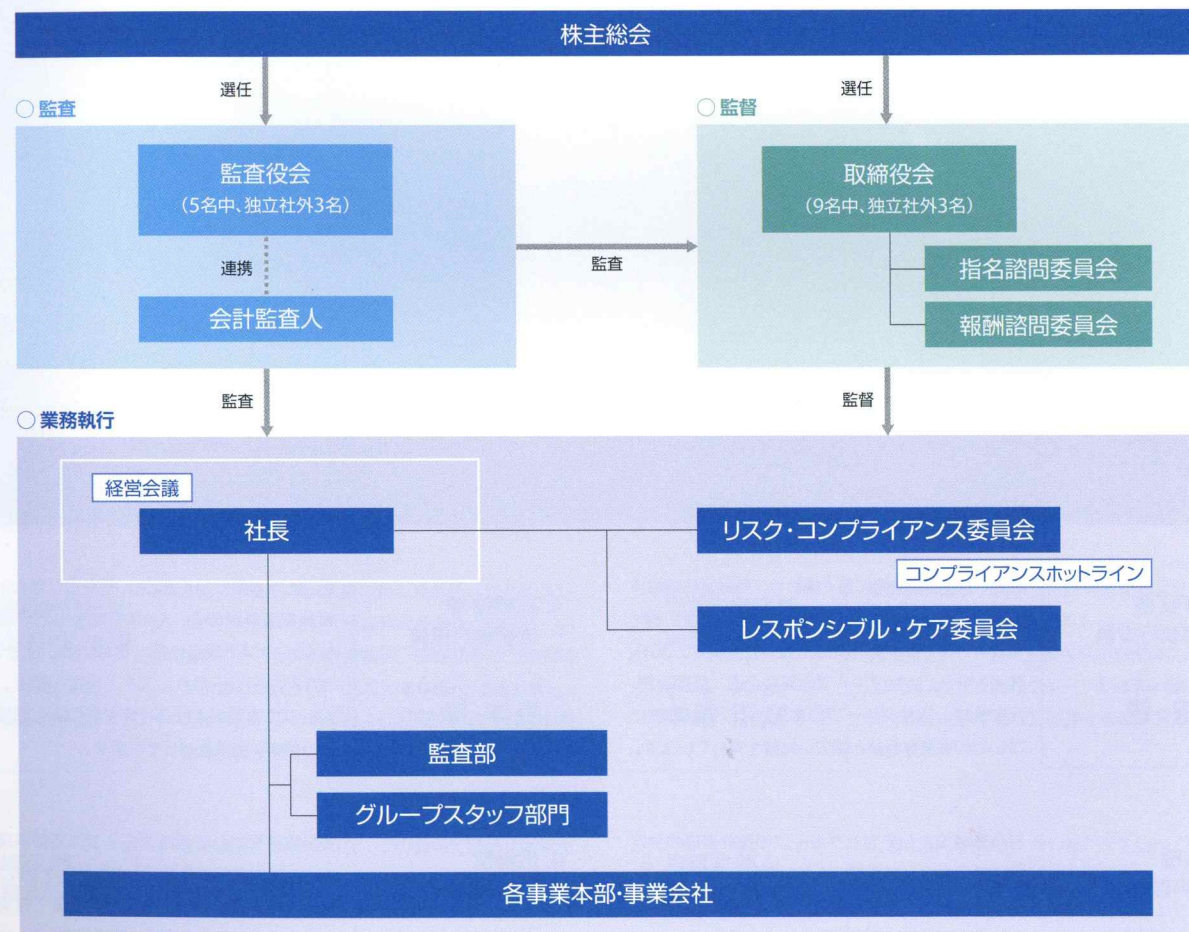 株主総会
選任
選任
○ 監査
○ 監督
監査役会
(5名中、独立社外3名)
連携
会計監査人
監査
取締役会
(9名中、独立社外3名)
指名諮問委員会
報酬諮問委員会
監査
監督
○ 業務執行
経営会議
社長
リスク・コンプライアンス委員会
コンプライアンスホットライン
レスポンシブル・ケア委員会
監査部
グループスタッフ部門
各事業本部・事業会社